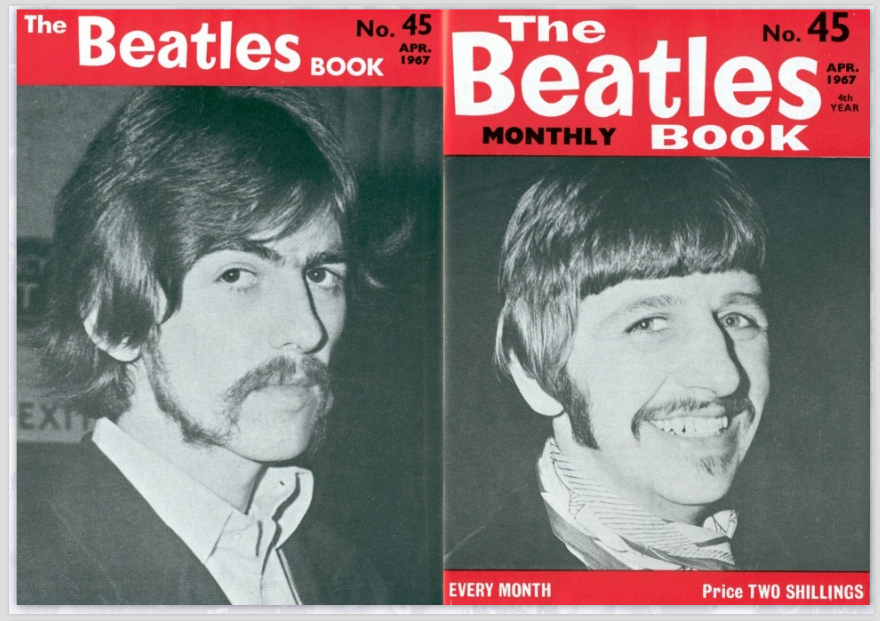 The Beatles BOOK
No. 45
APR.
1967
EXIT
The
Beatles
MONTHLY BOOK
No. 45
APR.
1967
4th
YEAR
EVERY MONTH
Price TWO SHILLINGS